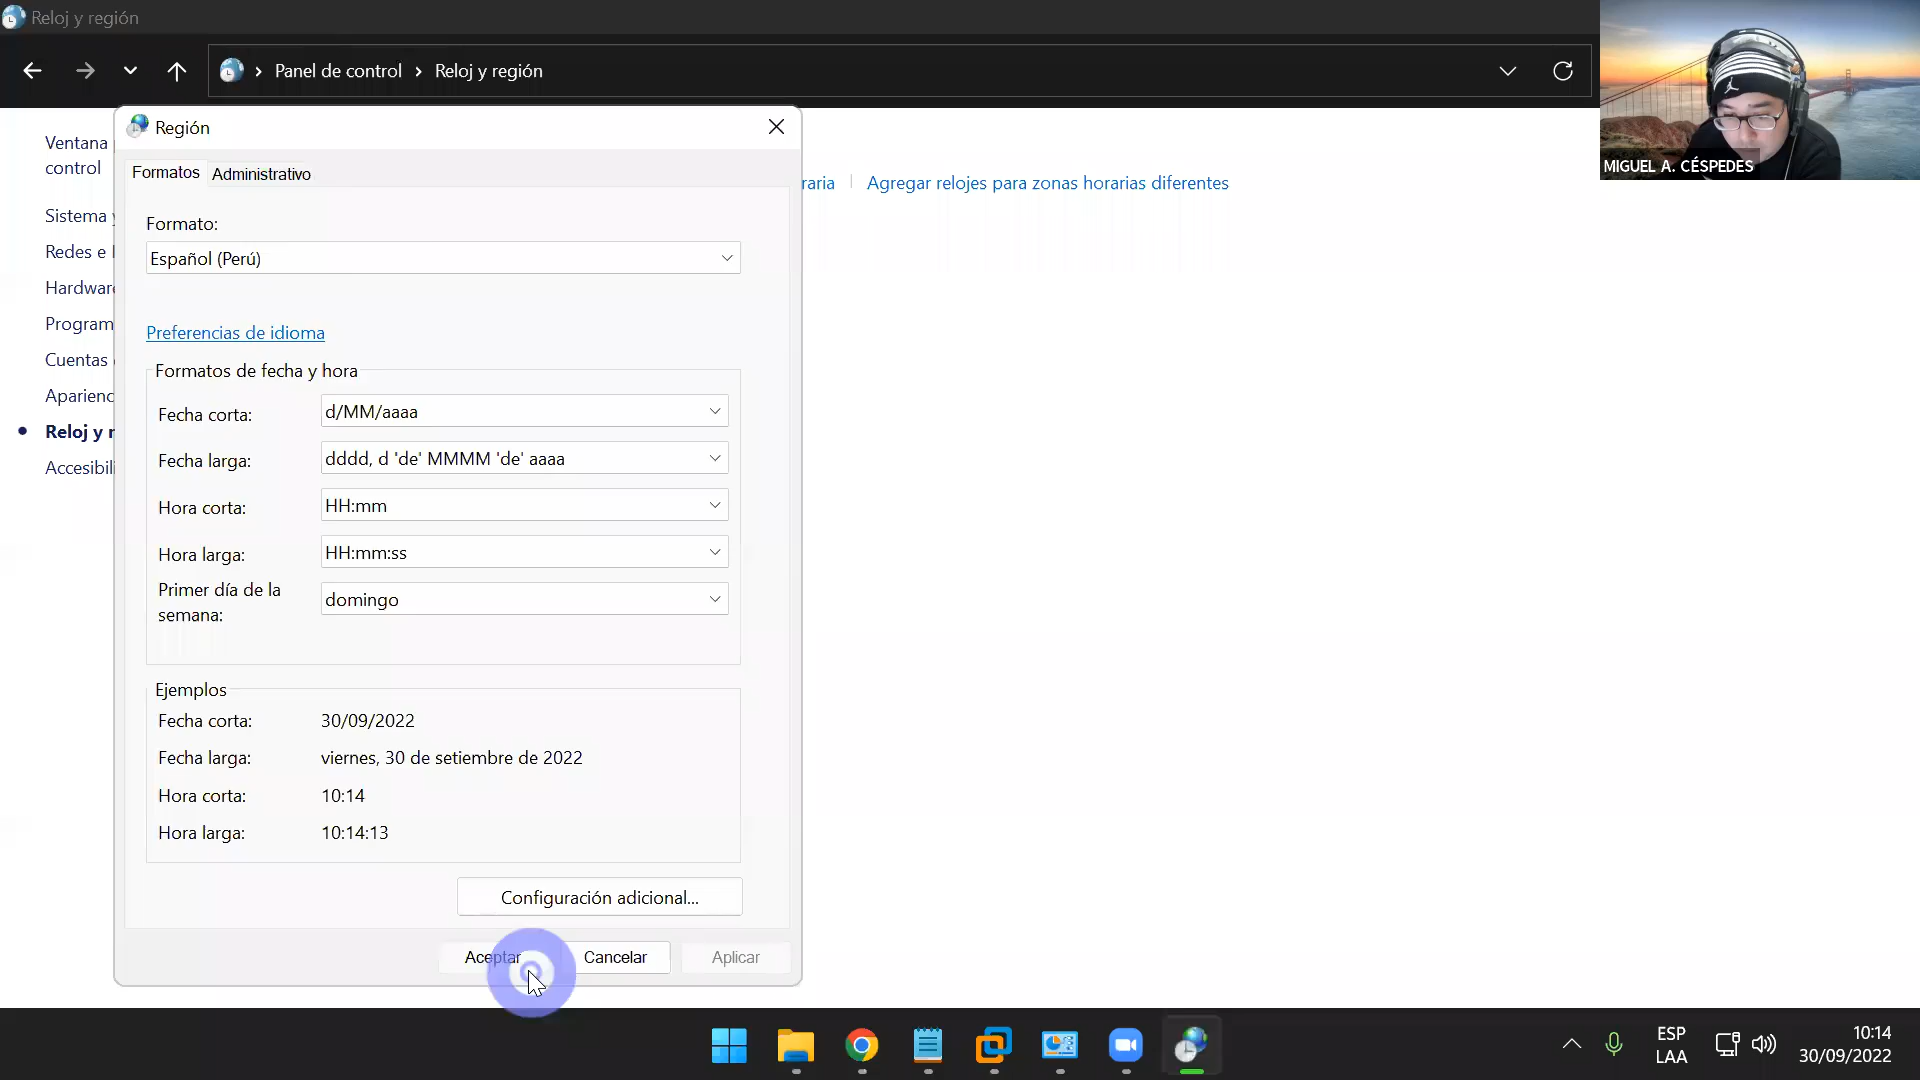 Reloj y región
Panel de control
Reloj y región
MIGUEL A. CÉSPEDES
Ventana
control
Sistema y
Redes e
Hardware
Program
Cuentas
Aparienc
Reloj y r
Accesibili
Región
Formatos
Administrativo
raria
Agregar relojes para zonas horarias diferentes
Formato:
Español (Perú)
Preferencias de idioma
Formatos de fecha y hora
Fecha corta:
d/MM/aaaa
Fecha larga:
dddd, d 'de' MMMM 'de' aaaa
Hora corta:
HH:mm
Hora larga:
HH:mm:ss
Primer día de la
semana:
domingo
Ejemplos
Fecha corta:
30/09/2022
Fecha larga:
viernes, 30 de setiembre de 2022
Hora corta:
10:14
Hora larga:
10:14:13
Configuración adicional...
Aceptar
Cancelar
Aplicar
ESP
LAA
10:14
30/09/2022